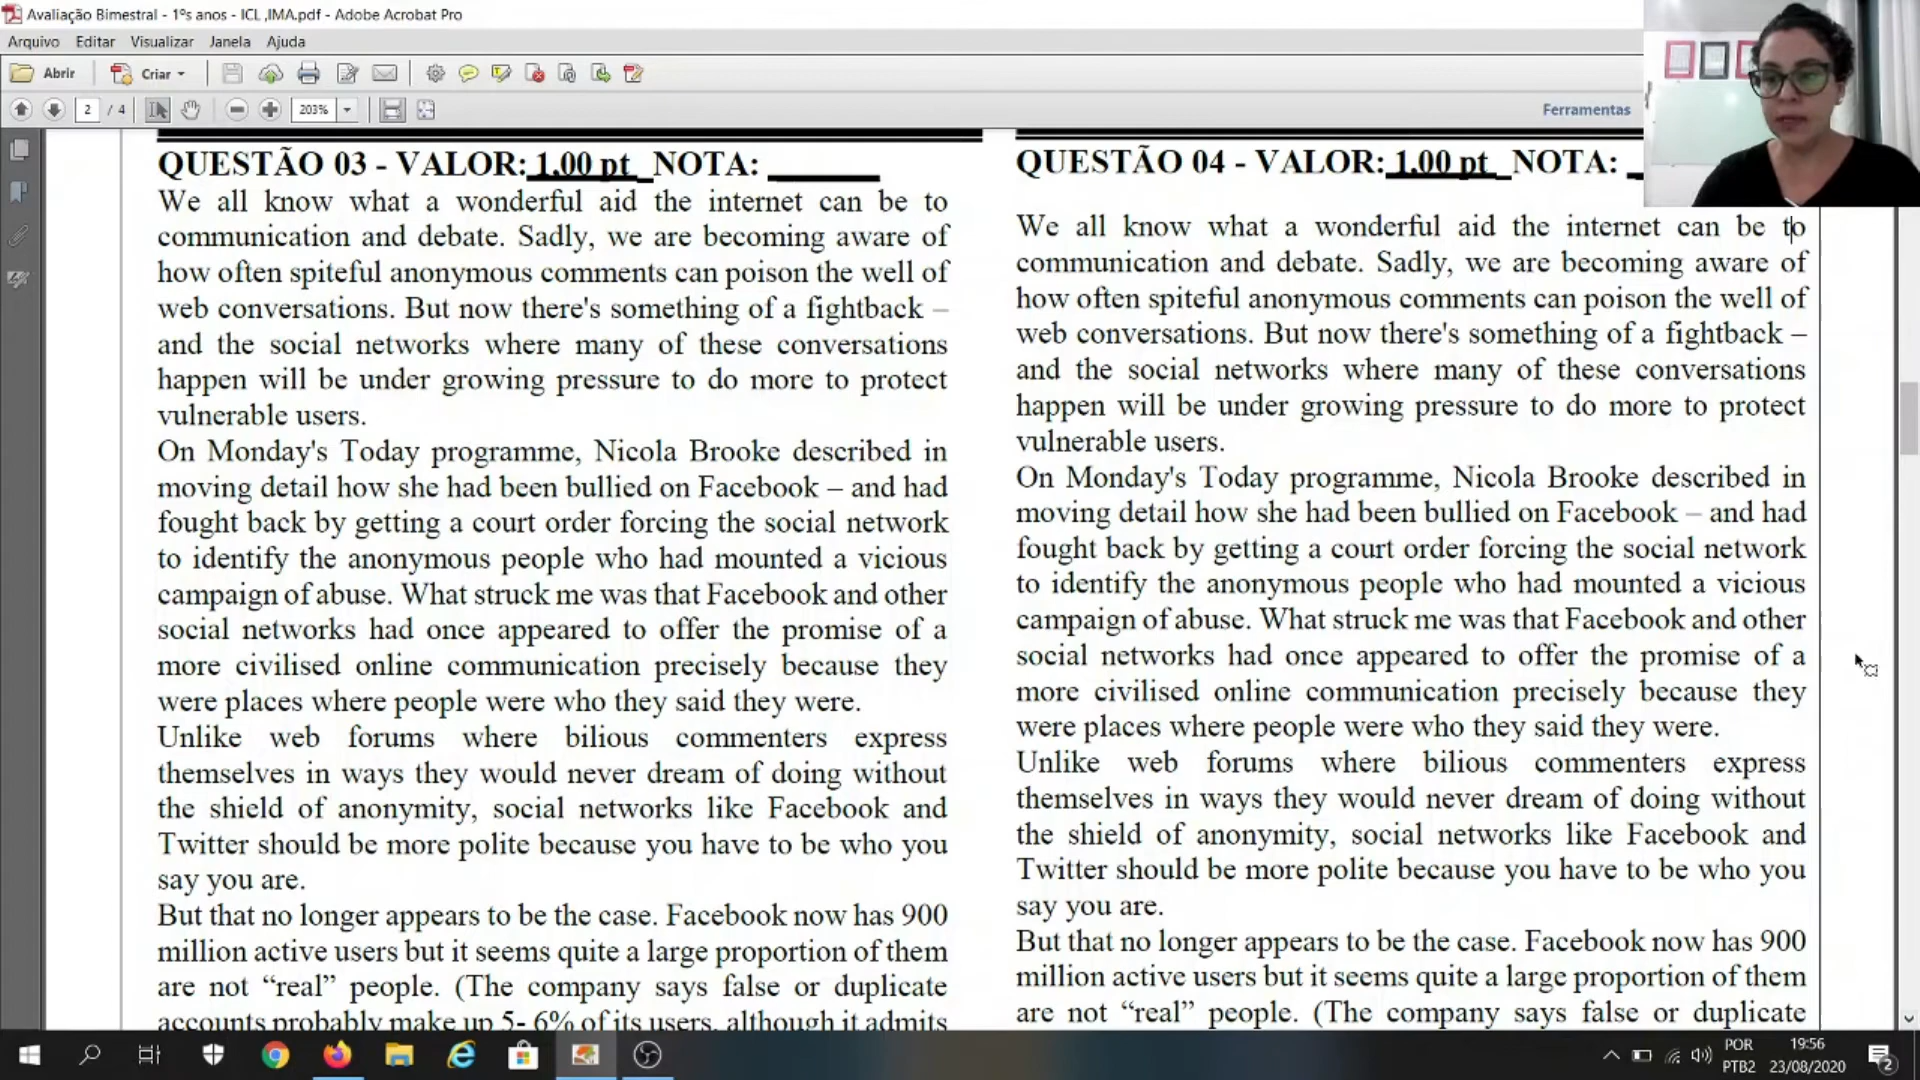 Avaliação Bimestral - 1ºs anos - ICL ,IMA.pdf - Adobe Acrobat Pro
Arquivo Editar Visualizar Janela Ajuda
Abrir Criar
2 / 4 203% Ferramentas
QUESTÃO 03 - VALOR: 1,00 pt _NOTA: ________
We all know what a wonderful aid the internet can be to
communication and debate. Sadly, we are becoming aware of
how often spiteful anonymous comments can poison the well of
web conversations. But now there's something of a fightback –
and the social networks where many of these conversations
happen will be under growing pressure to do more to protect
vulnerable users.
On Monday's Today programme, Nicola Brooke described in
moving detail how she had been bullied on Facebook – and had
fought back by getting a court order forcing the social network
to identify the anonymous people who had mounted a vicious
campaign of abuse. What struck me was that Facebook and other
social networks had once appeared to offer the promise of a
more civilised online communication precisely because they
were places where people were who they said they were.
Unlike web forums where bilious commenters express
themselves in ways they would never dream of doing without
the shield of anonymity, social networks like Facebook and
Twitter should be more polite because you have to be who you
say you are.
But that no longer appears to be the case. Facebook now has 900
million active users but it seems quite a large proportion of them
are not “real” people. (The company says false or duplicate
accounts probably make up 5- 6% of its users, although it admits
QUESTÃO 04 - VALOR: 1,00 pt _NOTA: _
We all know what a wonderful aid the internet can be to
communication and debate. Sadly, we are becoming aware of
how often spiteful anonymous comments can poison the well of
web conversations. But now there's something of a fightback –
and the social networks where many of these conversations
happen will be under growing pressure to do more to protect
vulnerable users.
On Monday's Today programme, Nicola Brooke described in
moving detail how she had been bullied on Facebook – and had
fought back by getting a court order forcing the social network
to identify the anonymous people who had mounted a vicious
campaign of abuse. What struck me was that Facebook and other
social networks had once appeared to offer the promise of a
more civilised online communication precisely because they
were places where people were who they said they were.
Unlike web forums where bilious commenters express
themselves in ways they would never dream of doing without
the shield of anonymity, social networks like Facebook and
Twitter should be more polite because you have to be who you
say you are.
But that no longer appears to be the case. Facebook now has 900
million active users but it seems quite a large proportion of them
are not “real” people. (The company says false or duplicate
POR 19:56
PTB2 23/08/2020 2